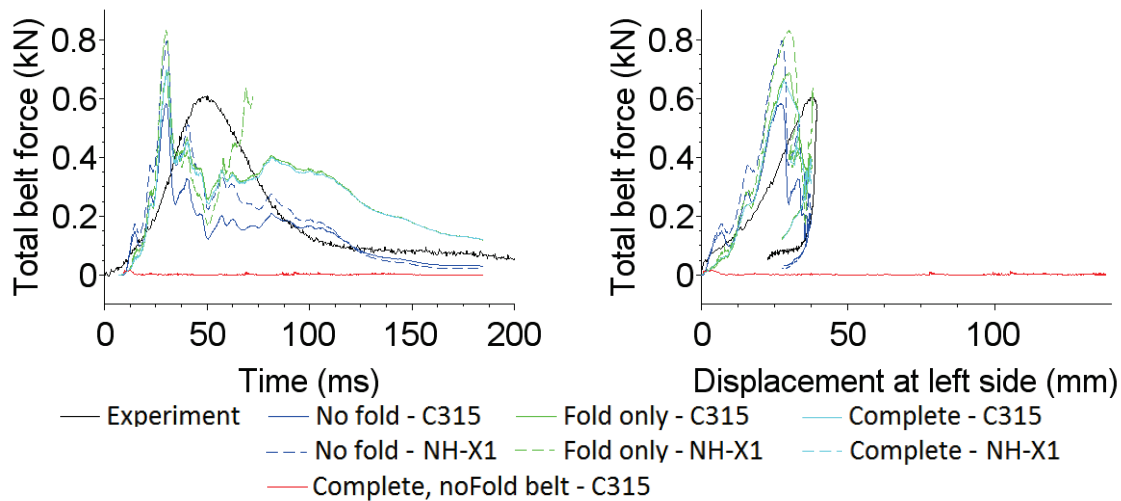 Total belt force (kN)
0.8
0.6
0.4
0.2
0
0 50 100 150 200
Time (ms)
Total belt force (kN)
0.8
0.6
0.4
0.2
0
0 50 100
Displacement at left side (mm)
Experiment No fold - C315 Fold only - C315 Complete - C315
No fold - NH-X1 Fold only - NH-X1 Complete - NH-X1
Complete, noFold belt - C315